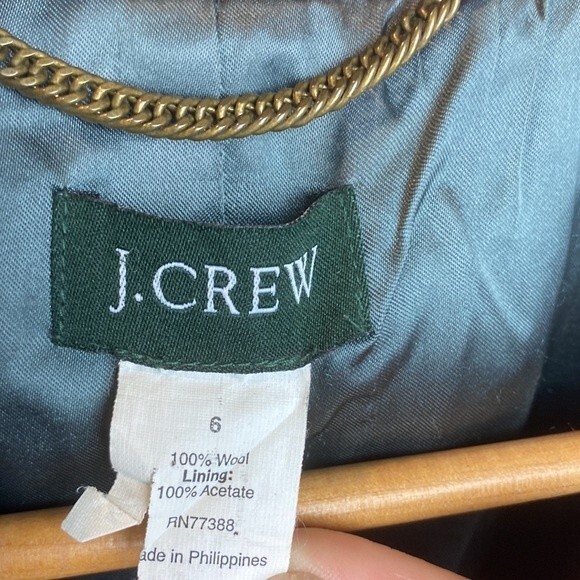 J.CREW
6
100% Wool
Lining:
100% Acetate
RN77388
ade in Philippines